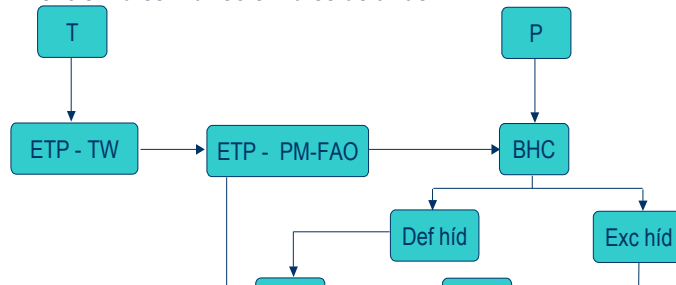 T
P
ETP - TW
ETP - PM-FAO
BHC
Def híd
Exc híd